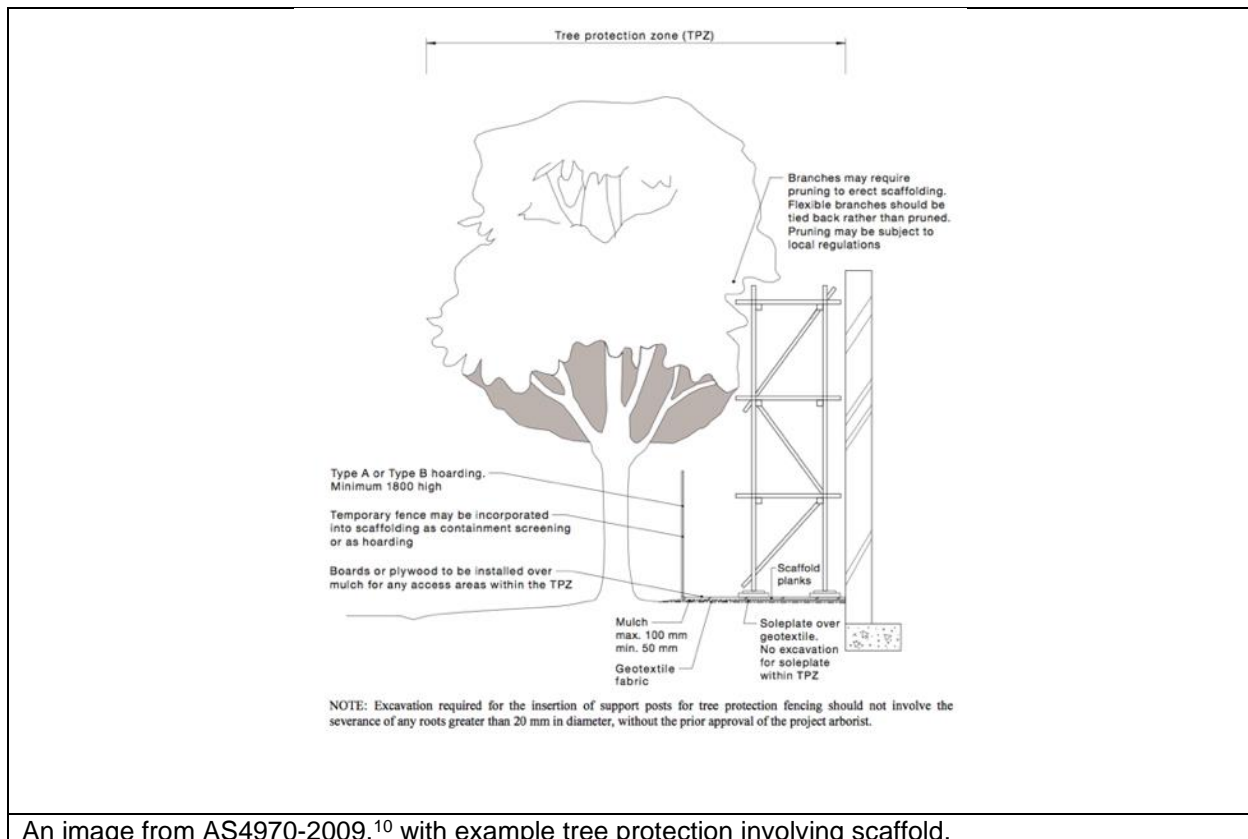 Tree protection zone (TPZ)
Branches may require
pruning to erect scaffolding.
Flexible branches should be
tied back rather than pruned.
Pruning may be subject to
local regulations
Type A or Type B hoarding.
Minimum 1800 high
Temporary fence may be incorporated
into scaffolding as containment screening
or as hoarding
Boards or plywood to be installed over
mulch for any access areas within the TPZ
Scaffold
planks
Mulch
max. 100 mm
min. 50 mm
Geotextile
fabric
Soleplate over
geotextile.
No excavation
for soleplate
within TPZ
NOTE: Excavation required for the insertion of support posts for tree protection fencing should not involve the
severance of any roots greater than 20 mm in diameter, without the prior approval of the project arborist.
An image from AS4970-2009,10 with example tree protection involving scaffold.